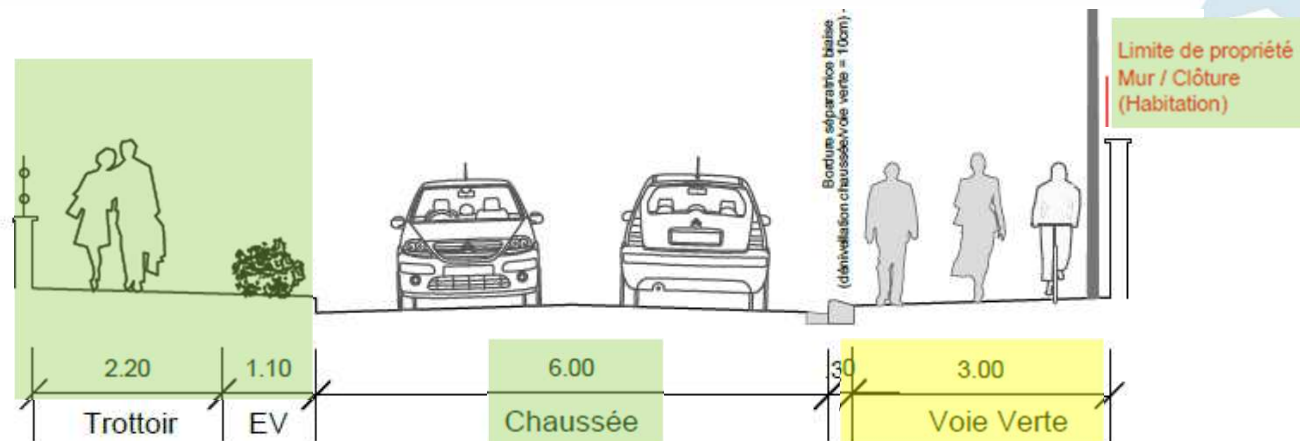 Bordure séparatrice biaise
(dénivellation chaussée/voie verte = 10cm)
Limite de propriété
Mur / Clôture
(Habitation)
2.20
1.10
6.00
.30
3.00
Trottoir
EV
Chaussée
Voie Verte